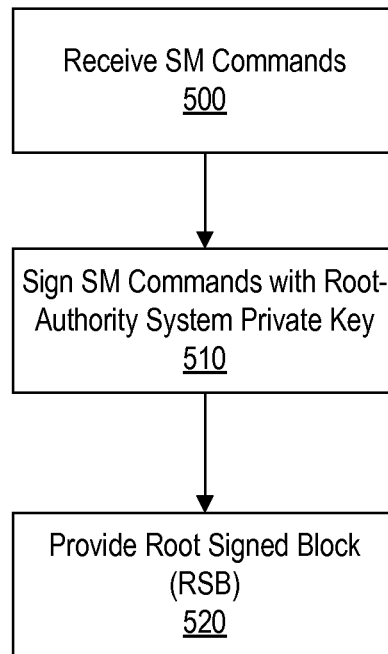 Receive SM Commands
500
Sign SM Commands with Root-
Authority System Private Key
510
Provide Root Signed Block
(RSB)
520